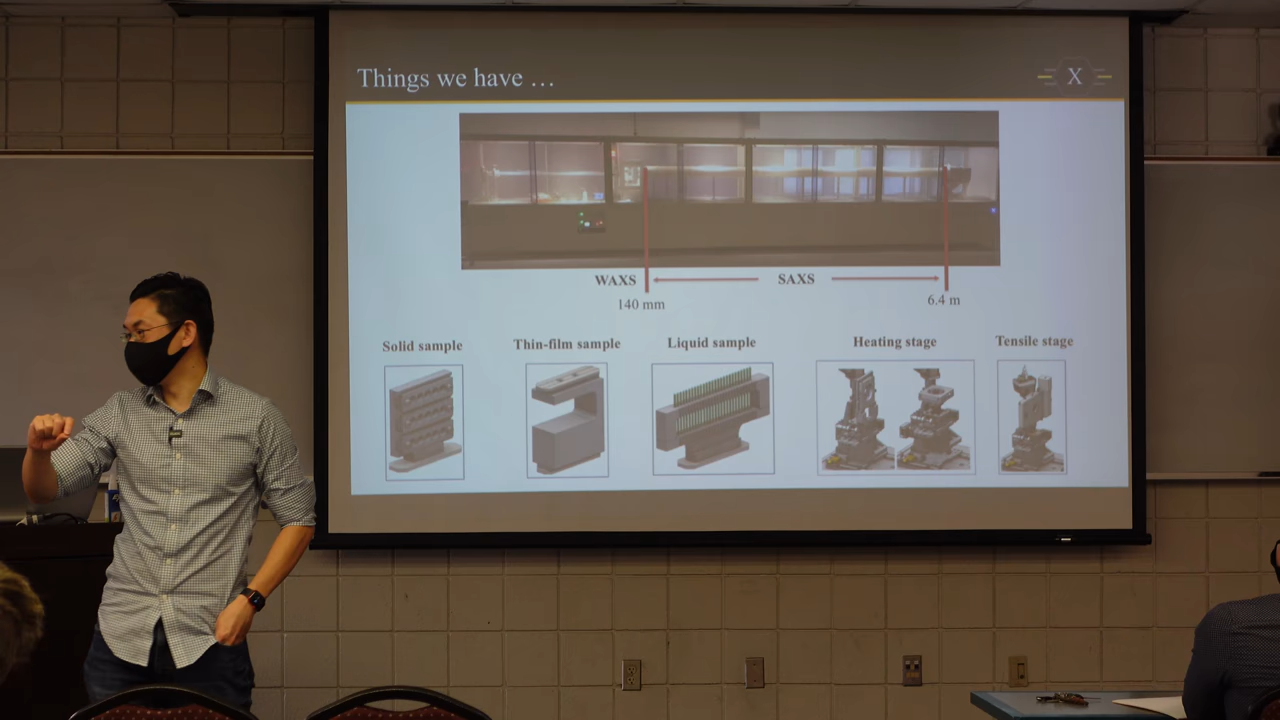 Things we have …
X
WAXS
SAXS
140 mm
6.4 m
Solid sample
Thin-film sample
Liquid sample
Heating stage
Tensile stage